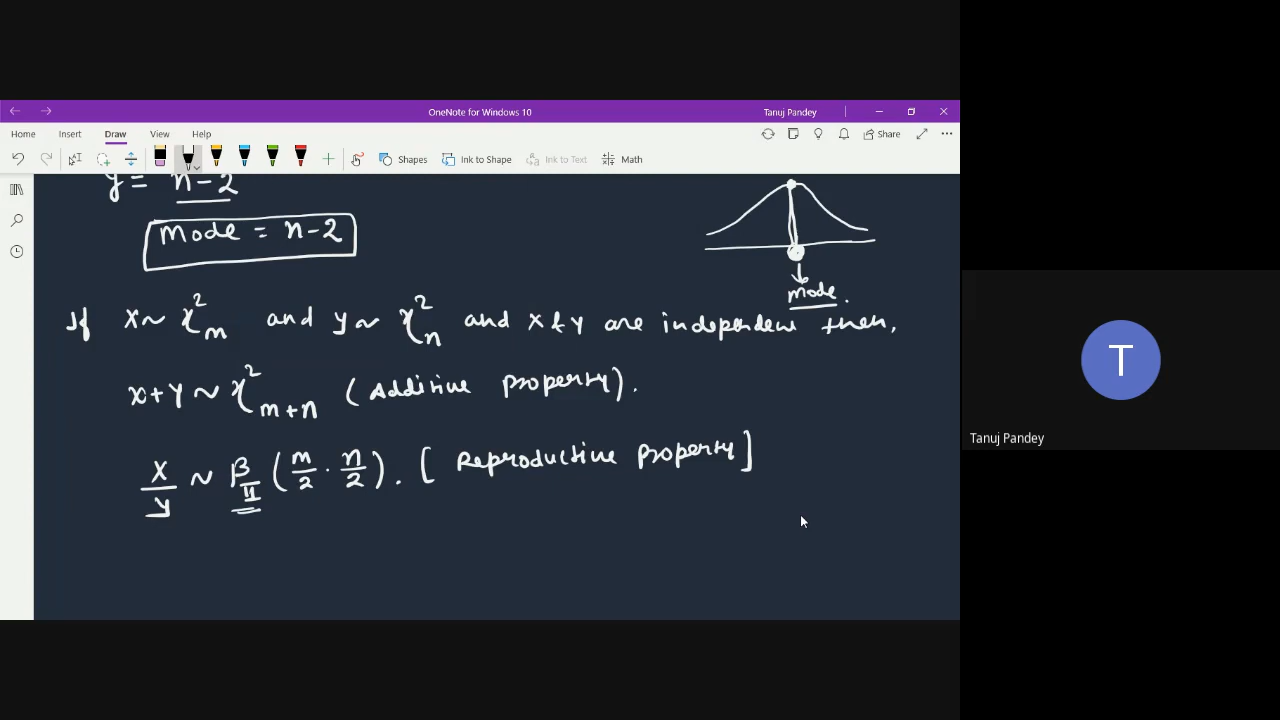 OneNote for Windows 10
Tanuj Pandey
Home Insert Draw View Help
Share
Shapes Ink to Shape Ink to Text Math
y = n-2
mode = n-2
mode.
If x ~ χ²m and y ~ χ²n and x & y are independent then,
x+y ~ χ²m+n (Additive property).
x/y ~ βII (m/2 . n/2). [Reproductive property]
T
Tanuj Pandey